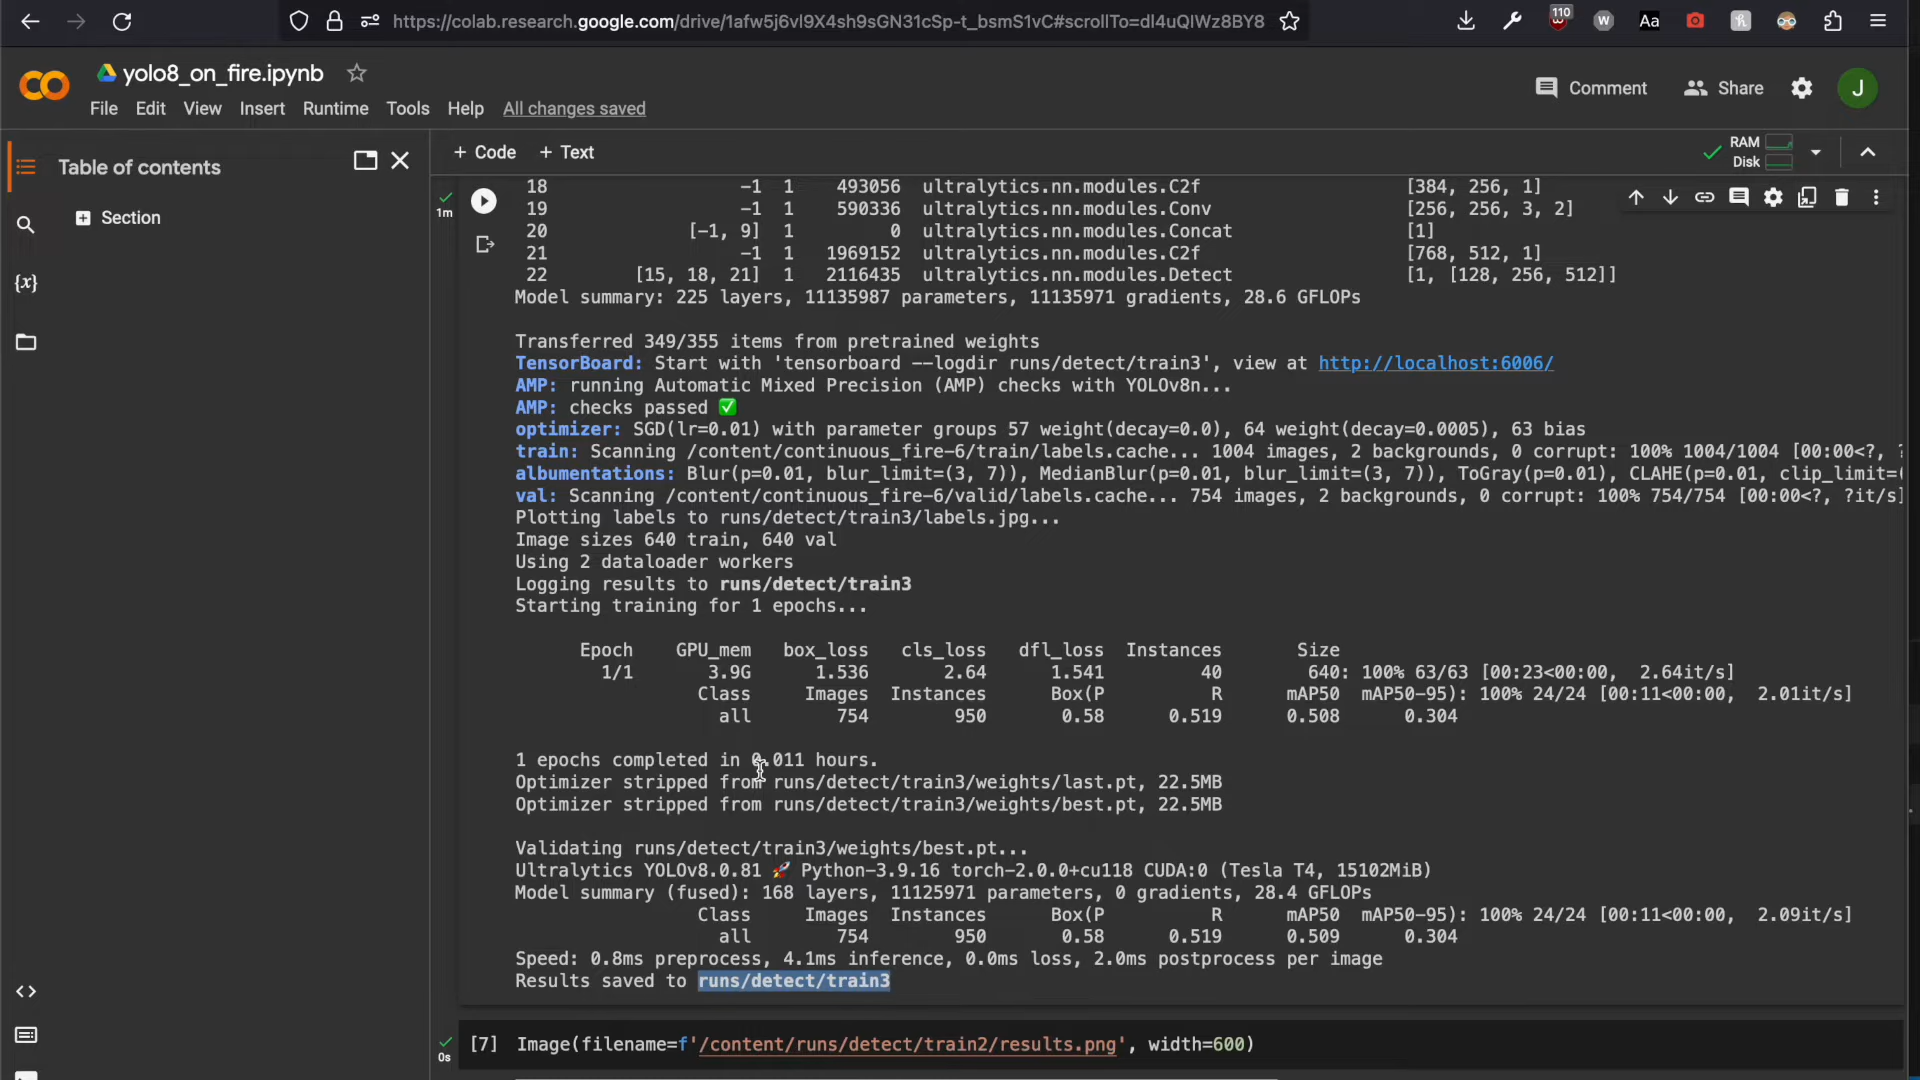 https://colab.research.google.com/drive/1afw5j6vl9X4sh9sGN31cSp-t_bsmS1vC#scrollTo=dl4uQlWz8BY8
110
W
Aa
yolo8_on_fire.ipynb
Comment
Share
J
File Edit View Insert Runtime Tools Help All changes saved
Table of contents
Section
{x}
+ Code + Text
RAM
Disk
1m
18 -1 1 493056 ultralytics.nn.modules.C2f [384, 256, 1]
19 -1 1 590336 ultralytics.nn.modules.Conv [256, 256, 3, 2]
20 [-1, 9] 1 0 ultralytics.nn.modules.Concat [1]
21 -1 1 1969152 ultralytics.nn.modules.C2f [768, 512, 1]
22 [15, 18, 21] 1 2116435 ultralytics.nn.modules.Detect [1, [128, 256, 512]]
Model summary: 225 layers, 11135987 parameters, 11135971 gradients, 28.6 GFLOPs
Transferred 349/355 items from pretrained weights
TensorBoard: Start with 'tensorboard --logdir runs/detect/train3', view at http://localhost:6006/
AMP: running Automatic Mixed Precision (AMP) checks with YOLOv8n...
AMP: checks passed ✅
optimizer: SGD(lr=0.01) with parameter groups 57 weight(decay=0.0), 64 weight(decay=0.0005), 63 bias
train: Scanning /content/continuous_fire-6/train/labels.cache... 1004 images, 2 backgrounds, 0 corrupt: 100% 1004/1004 [00:00<?, ?
albumentations: Blur(p=0.01, blur_limit=(3, 7)), MedianBlur(p=0.01, blur_limit=(3, 7)), ToGray(p=0.01), CLAHE(p=0.01, clip_limit=(
val: Scanning /content/continuous_fire-6/valid/labels.cache... 754 images, 2 backgrounds, 0 corrupt: 100% 754/754 [00:00<?, ?it/s]
Plotting labels to runs/detect/train3/labels.jpg...
Image sizes 640 train, 640 val
Using 2 dataloader workers
Logging results to runs/detect/train3
Starting training for 1 epochs...
Epoch GPU_mem box_loss cls_loss dfl_loss Instances Size
1/1 3.9G 1.536 2.64 1.541 40 640: 100% 63/63 [00:23<00:00, 2.64it/s]
Class Images Instances Box(P R mAP50 mAP50-95): 100% 24/24 [00:11<00:00, 2.01it/s]
all 754 950 0.58 0.519 0.508 0.304
1 epochs completed in 0.011 hours.
Optimizer stripped from runs/detect/train3/weights/last.pt, 22.5MB
Optimizer stripped from runs/detect/train3/weights/best.pt, 22.5MB
Validating runs/detect/train3/weights/best.pt...
Ultralytics YOLOv8.0.81 🚀 Python-3.9.16 torch-2.0.0+cu118 CUDA:0 (Tesla T4, 15102MiB)
Model summary (fused): 168 layers, 11125971 parameters, 0 gradients, 28.4 GFLOPs
Class Images Instances Box(P R mAP50 mAP50-95): 100% 24/24 [00:11<00:00, 2.09it/s]
all 754 950 0.58 0.519 0.509 0.304
Speed: 0.8ms preprocess, 4.1ms inference, 0.0ms loss, 2.0ms postprocess per image
Results saved to runs/detect/train3
0s
[7] Image(filename=f'/content/runs/detect/train2/results.png', width=600)